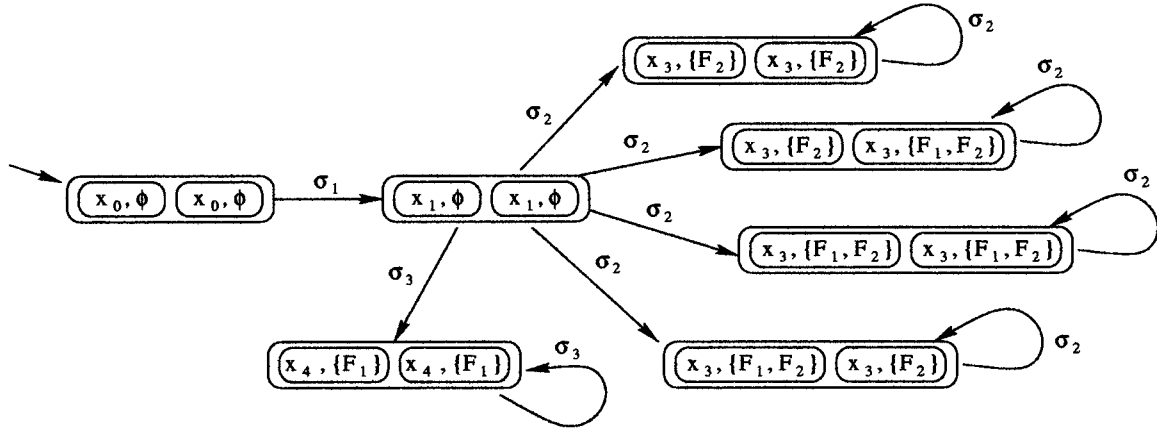 σ₂
x₃, {F₂} x₃, {F₂}
σ₂
σ₂
x₃, {F₂} x₃, {F₁, F₂}
σ₂
σ₁
x₀, ϕ x₀, ϕ
x₁, ϕ x₁, ϕ
σ₂
σ₂
x₃, {F₁, F₂} x₃, {F₁, F₂}
σ₃
σ₂
x₄, {F₁} x₄, {F₁}
σ₃
x₃, {F₁, F₂} x₃, {F₂}
σ₂